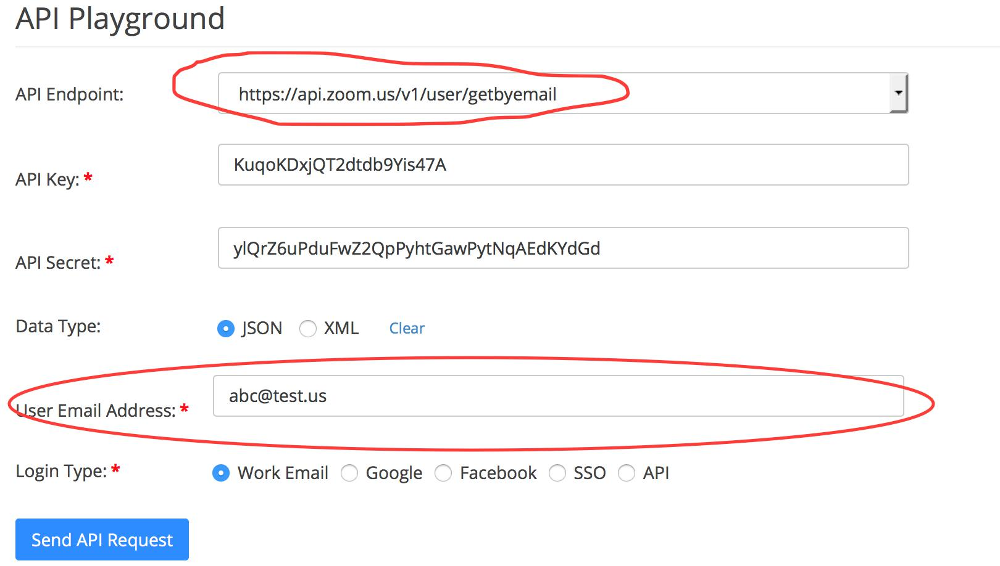 API Playground
API Endpoint:
https://api.zoom.us/v1/user/getbyemail
API Key: *
KuqoKDxjQT2dtdb9Yis47A
API Secret: *
ylQrZ6uPduFwZ2QpPyhtGawPytNqAEdKYdGd
Data Type:
JSON XML Clear
User Email Address: *
abc@test.us
Login Type: *
Work Email Google Facebook SSO API
Send API Request